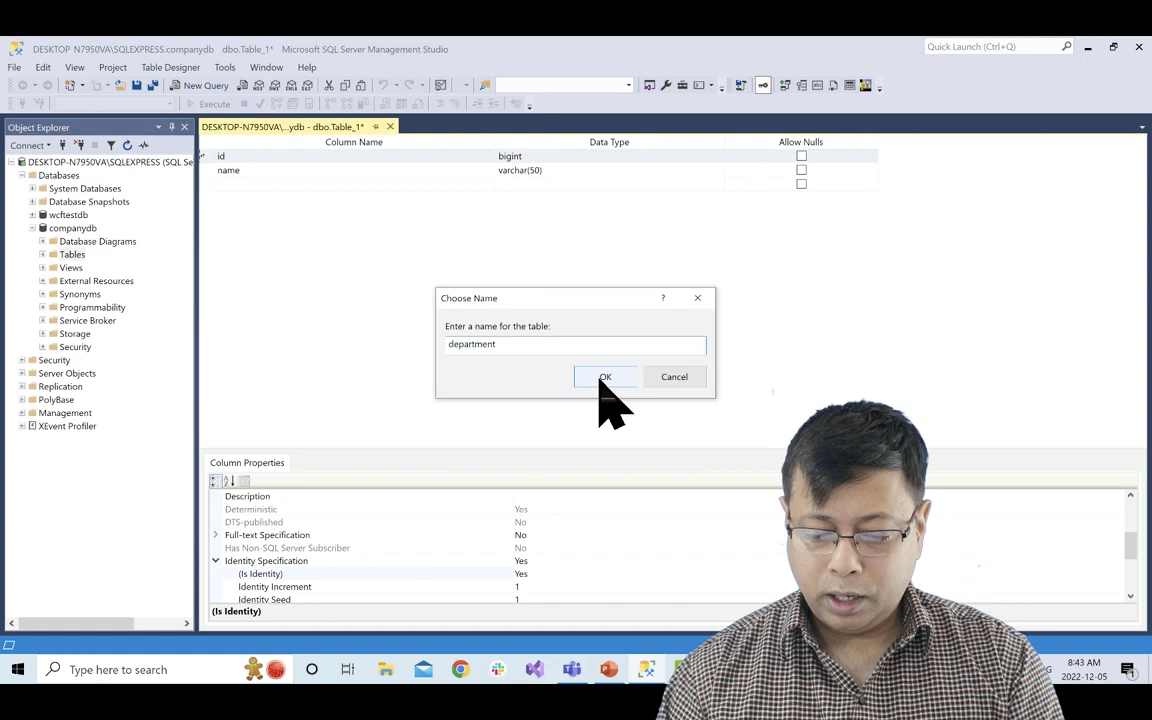 DESKTOP N7950VA\SQLEXPRESS.companydb dbo.Table_1* Microsoft SQL Server Management Studio
Quick Launch (Ctrl+Q)
File Edit View Project Table Designer Tools Window Help
New Query
Execute
Object Explorer
DESKTOP-N7950VA\...ydb - dbo.Table_1*
Connect
DESKTOP-N7950VA\SQLEXPRESS (SQL Se
Databases
System Databases
Database Snapshots
wcftestdb
companydb
Database Diagrams
Tables
Views
External Resources
Synonyms
Programmability
Service Broker
Storage
Security
Security
Server Objects
Replication
PolyBase
Management
XEvent Profiler
Column Name Data Type Allow Nulls
id bigint
name varchar(50)
Choose Name
?
Enter a name for the table:
department
OK Cancel
Column Properties
Description
Deterministic Yes
DTS-published No
Full-text Specification No
Has Non-SQL Server Subscriber No
Identity Specification Yes
(Is Identity) Yes
Identity Increment 1
Identity Seed 1
(Is Identity)
Type here to search
8:43 AM
2022-12-05